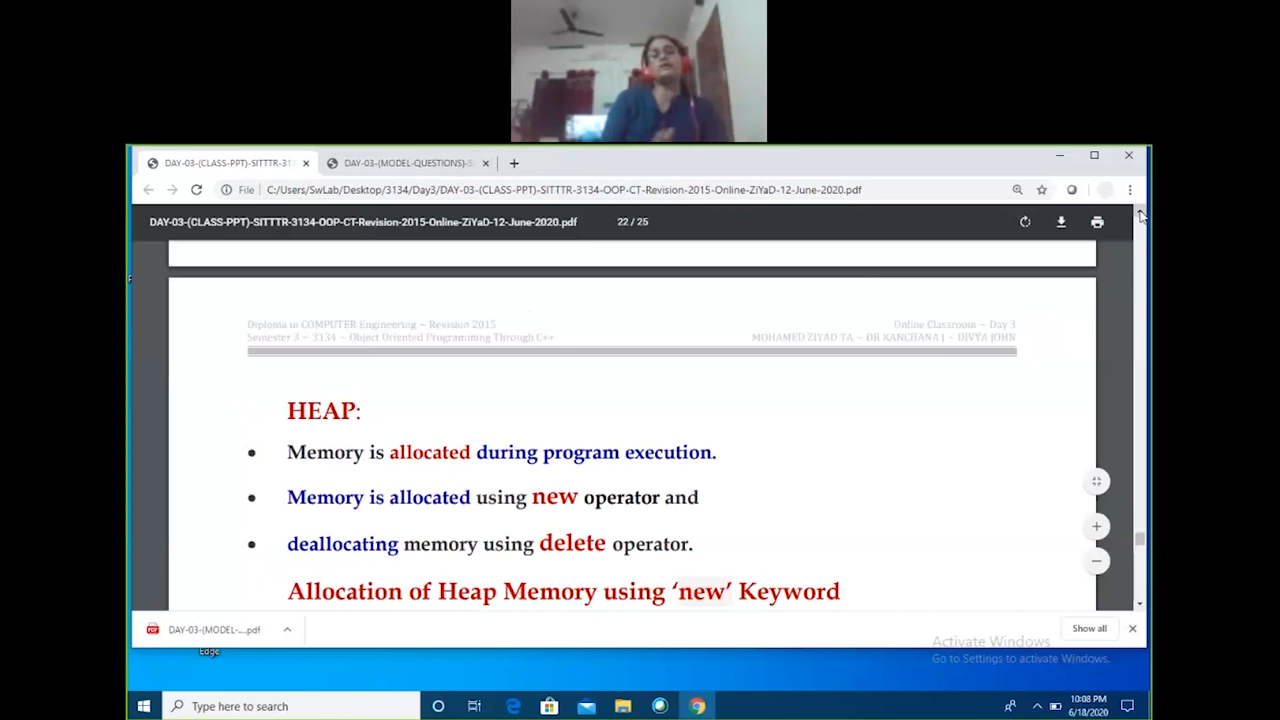 DAY-03-(CLASS-PPT)-SITTTR-31
DAY-03-(MODEL-QUESTIONS)-S
File C:/Users/SwLab/Desktop/3134/Day3/DAY-03-(CLASS-PPT)-SITTTR-3134-OOP-CT-Revision-2015-Online-ZiYaD-12-June-2020.pdf
DAY-03-(CLASS-PPT)-SITTTR-3134-OOP-CT-Revision-2015-Online-ZiYaD-12-June-2020.pdf 22 / 25
Diploma in COMPUTER Engineering ~ Revision 2015 Online Classroom ~ Day 3
Semester 3 ~ 3134 ~ Object Oriented Programming Through C++ MOHAMED ZIYAD TA ~ DR KANCHANA J ~ DIVYA JOHN
HEAP:
• Memory is allocated during program execution.
• Memory is allocated using new operator and
• deallocating memory using delete operator.
Allocation of Heap Memory using ‘new’ Keyword
DAY-03-(MODEL-....pdf Show all
Activate Windows
Go to Settings to activate Windows.
Edge
Type here to search
10:08 PM
6/18/2020